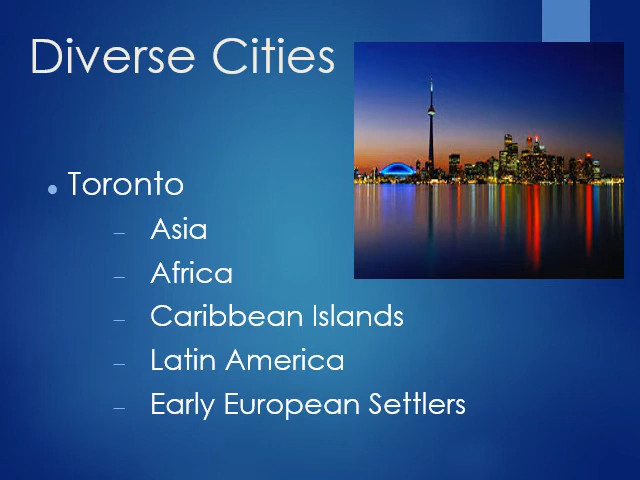 Diverse Cities
Toronto
Asia
Africa
Caribbean Islands
Latin America
Early European Settlers